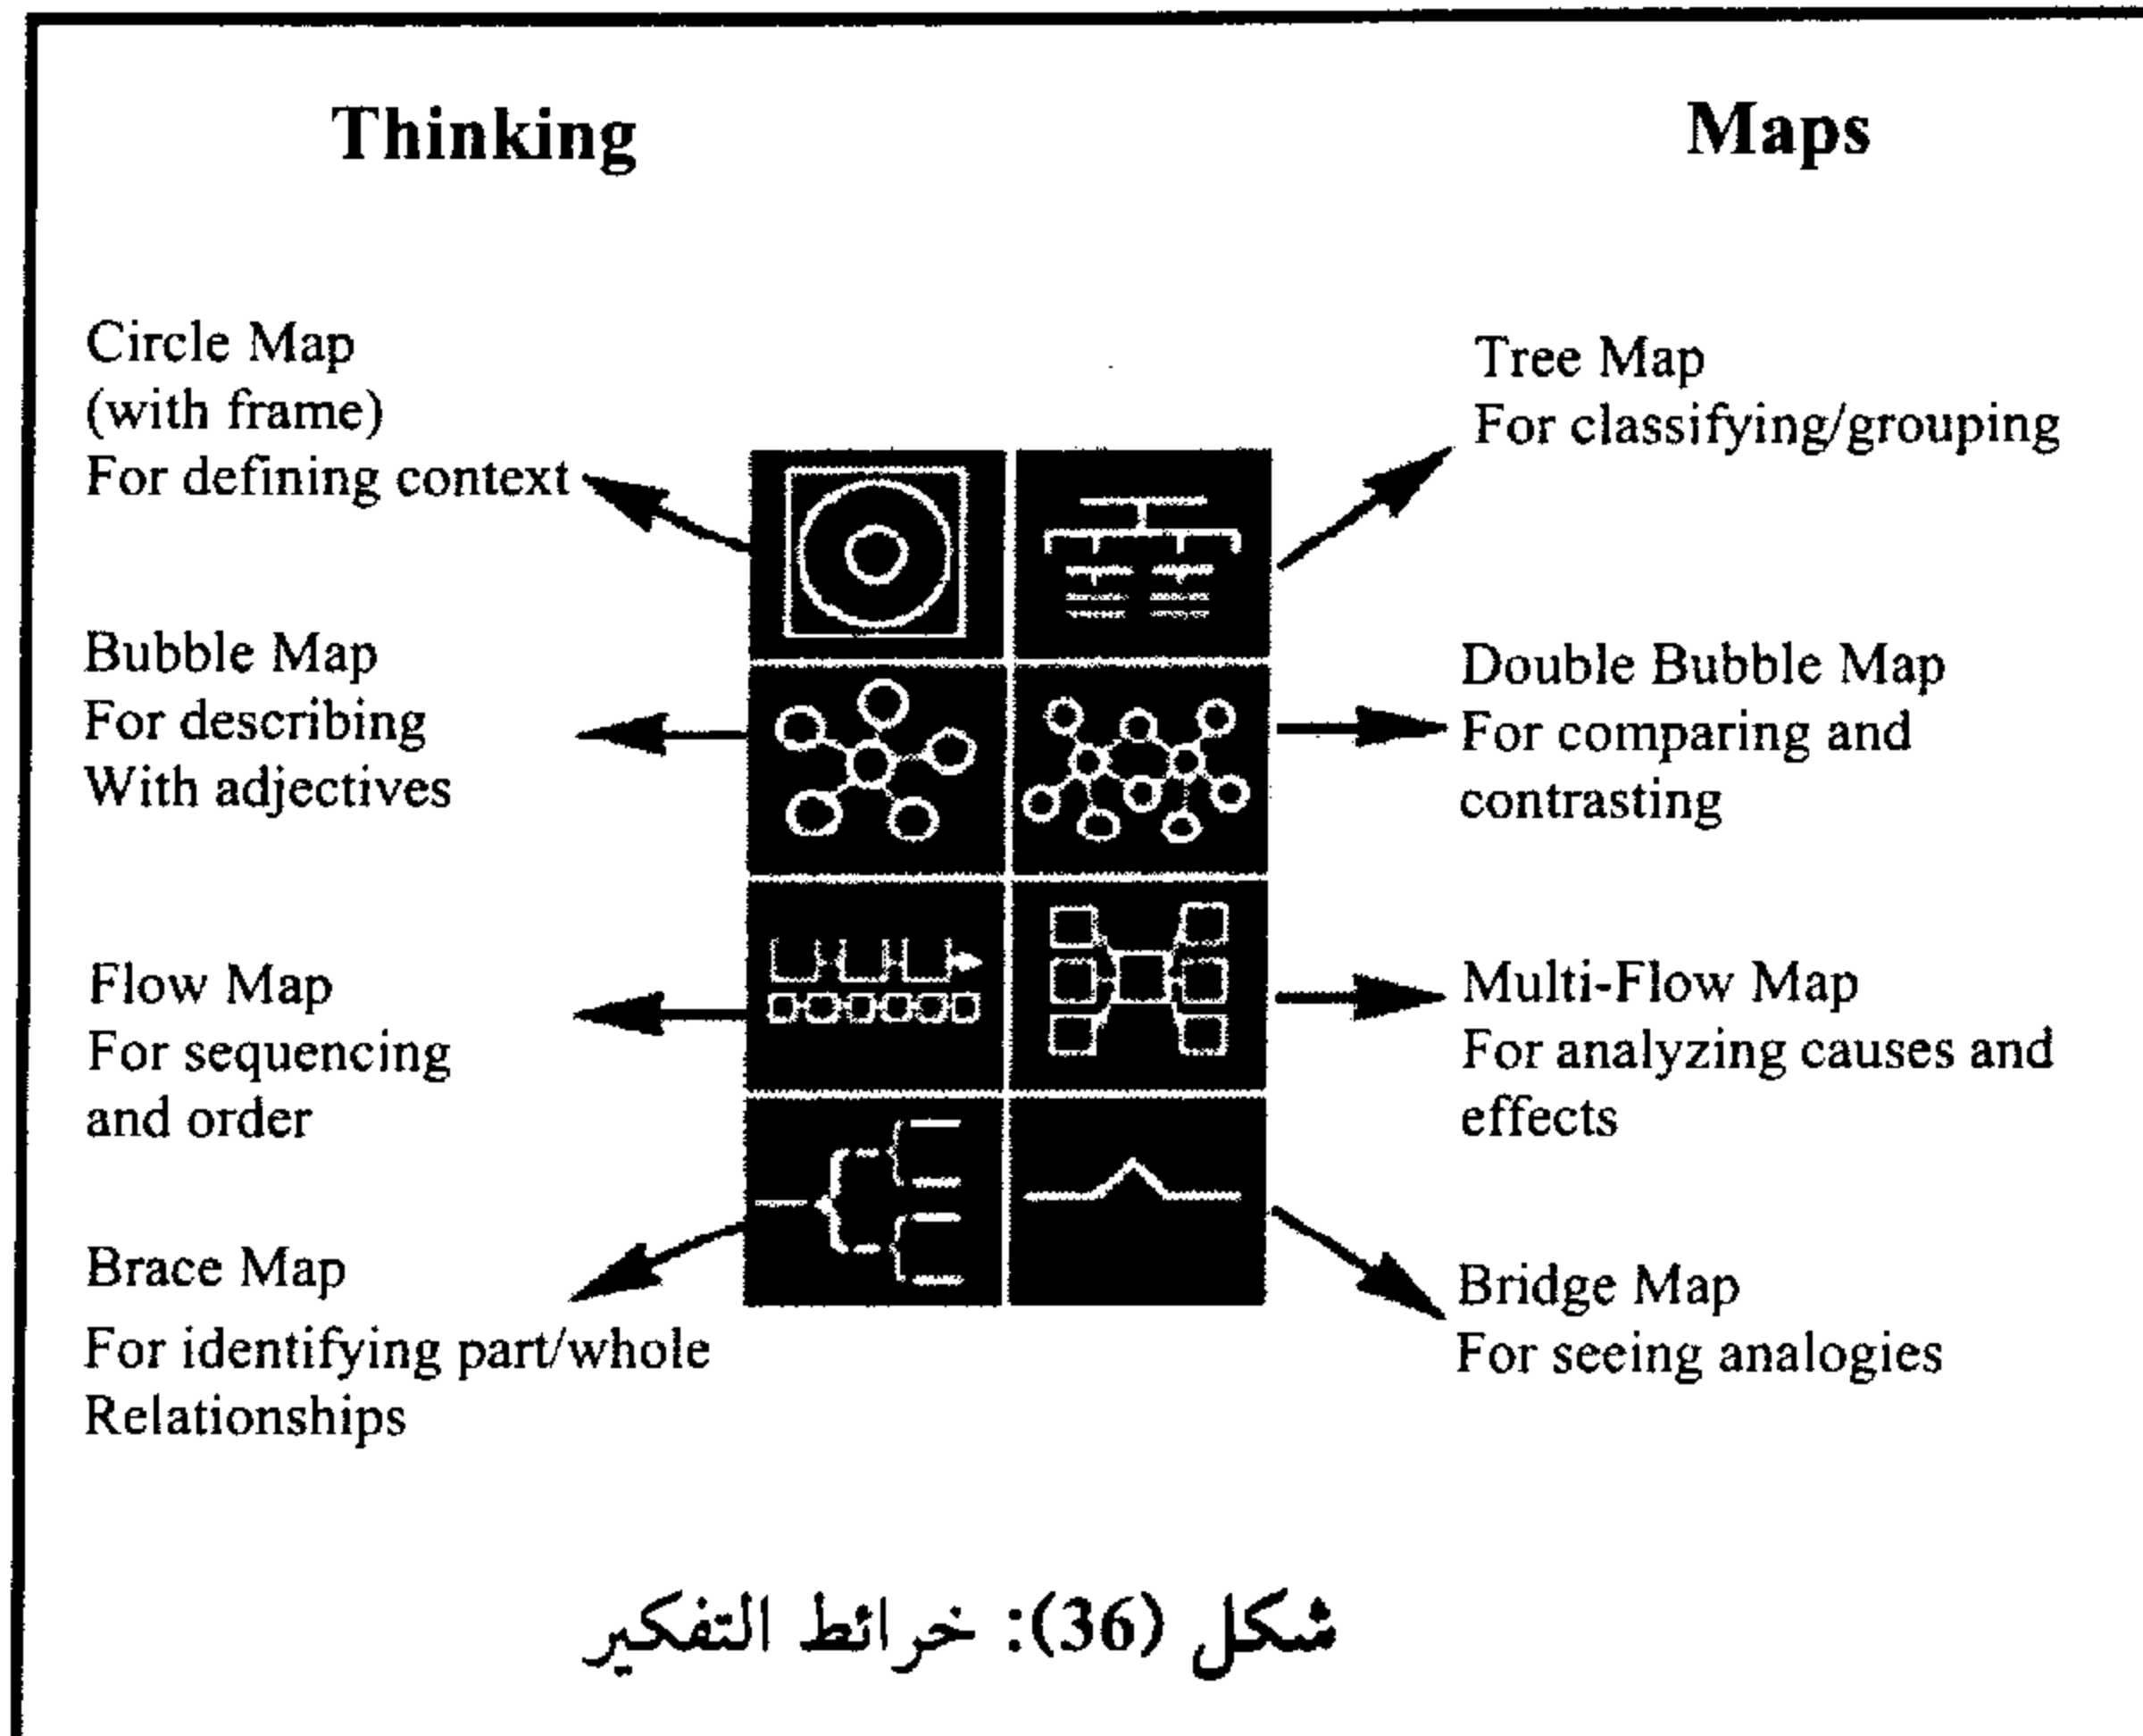 Thinking Maps
Circle Map
(with frame)
For defining context
Tree Map
For classifying/grouping
Bubble Map
For describing
With adjectives
Double Bubble Map
For comparing and
contrasting
Flow Map
For sequencing
and order
Multi-Flow Map
For analyzing causes and
effects
Brace Map
For identifying part/whole
Relationships
Bridge Map
For seeing analogies
شكل (36): خرائط التفكير